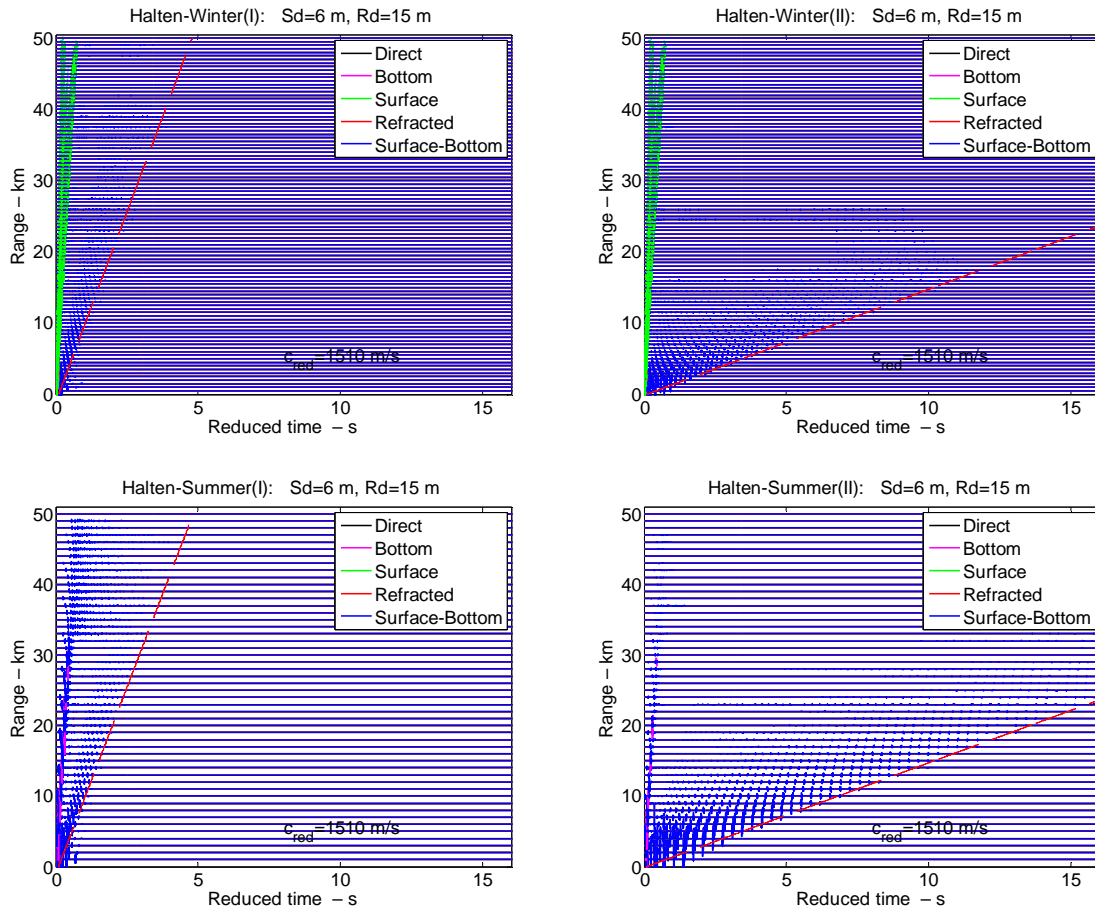 Halten-Winter(I): Sd=6 m, Rd=15 m
50
40
30
20
10
0
Range – km
Direct
Bottom
Surface
Refracted
Surface-Bottom
c_red=1510 m/s
0 5 10 15
Reduced time – s
Halten-Winter(II): Sd=6 m, Rd=15 m
50
40
30
20
10
0
Range – km
Direct
Bottom
Surface
Refracted
Surface-Bottom
c_red=1510 m/s
0 5 10 15
Reduced time – s
Halten-Summer(I): Sd=6 m, Rd=15 m
50
40
30
20
10
0
Range – km
Direct
Bottom
Surface
Refracted
Surface-Bottom
c_red=1510 m/s
0 5 10 15
Reduced time – s
Halten-Summer(II): Sd=6 m, Rd=15 m
50
40
30
20
10
0
Range – km
Direct
Bottom
Surface
Refracted
Surface-Bottom
c_red=1510 m/s
0 5 10 15
Reduced time – s